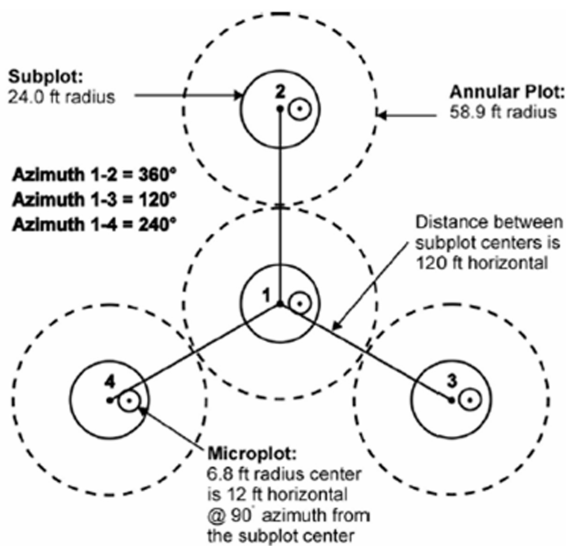 Subplot:
24.0 ft radius
2
Annular Plot:
58.9 ft radius
Azimuth 1-2 = 360°
Azimuth 1-3 = 120°
Azimuth 1-4 = 240°
Distance between
subplot centers is
120 ft horizontal
1
4
3
Microplot:
6.8 ft radius center
is 12 ft horizontal
@ 90° azimuth from
the subplot center